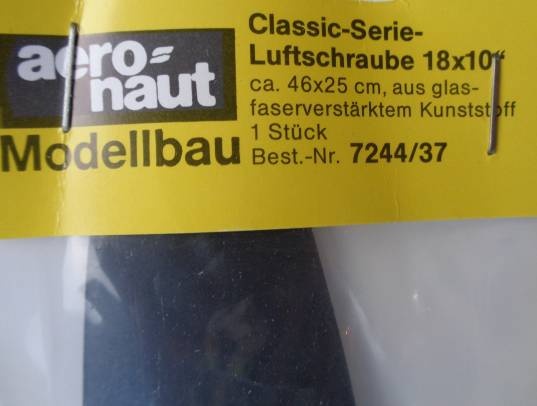 aero=
naut
Modellbau
Classic-Serie-
Luftschraube 18x10"
ca. 46x25 cm, aus glas-
faserverstärktem Kunststoff
1 Stück
Best.-Nr. 7244/37